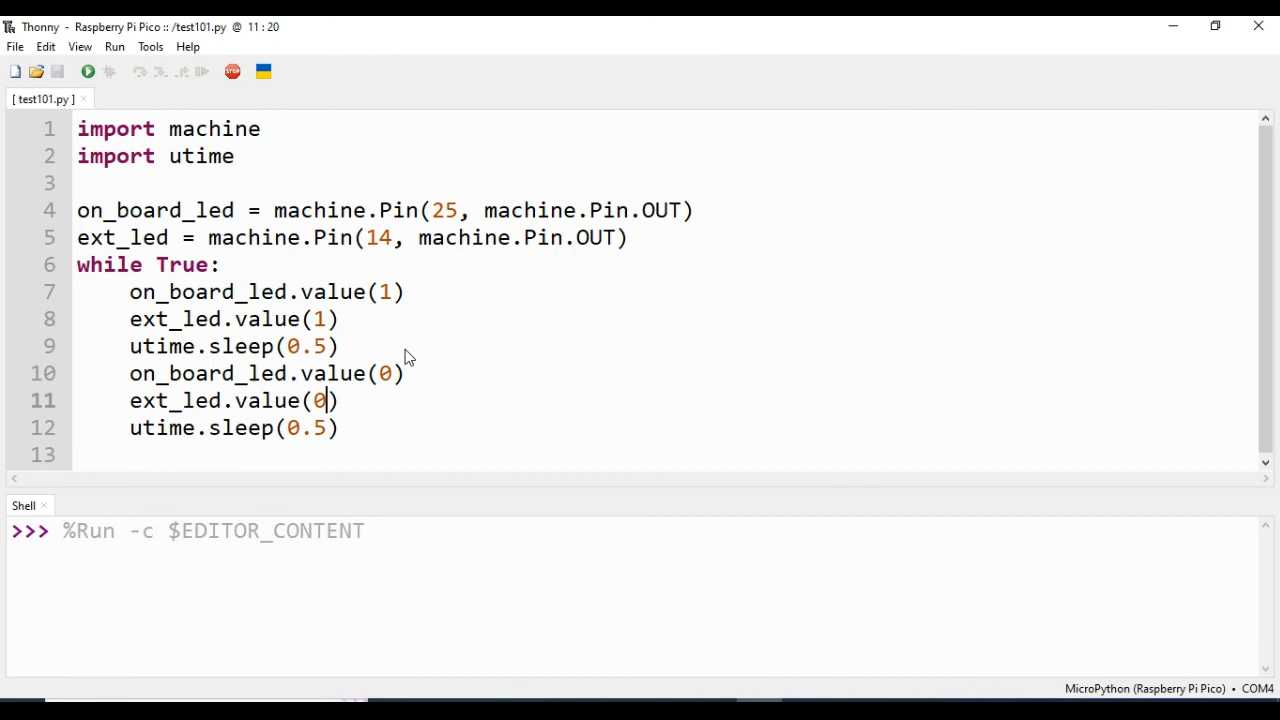 Thonny - Raspberry Pi Pico :: /test101.py @ 11 : 20
File Edit View Run Tools Help
STOP
[ test101.py ] ×
1 import machine
2 import utime
3
4 on_board_led = machine.Pin(25, machine.Pin.OUT)
5 ext_led = machine.Pin(14, machine.Pin.OUT)
6 while True:
7     on_board_led.value(1)
8     ext_led.value(1)
9     utime.sleep(0.5)
10     on_board_led.value(0)
11     ext_led.value(0)
12     utime.sleep(0.5)
13
Shell ×
>>> %Run -c $EDITOR_CONTENT
MicroPython (Raspberry Pi Pico) • COM4